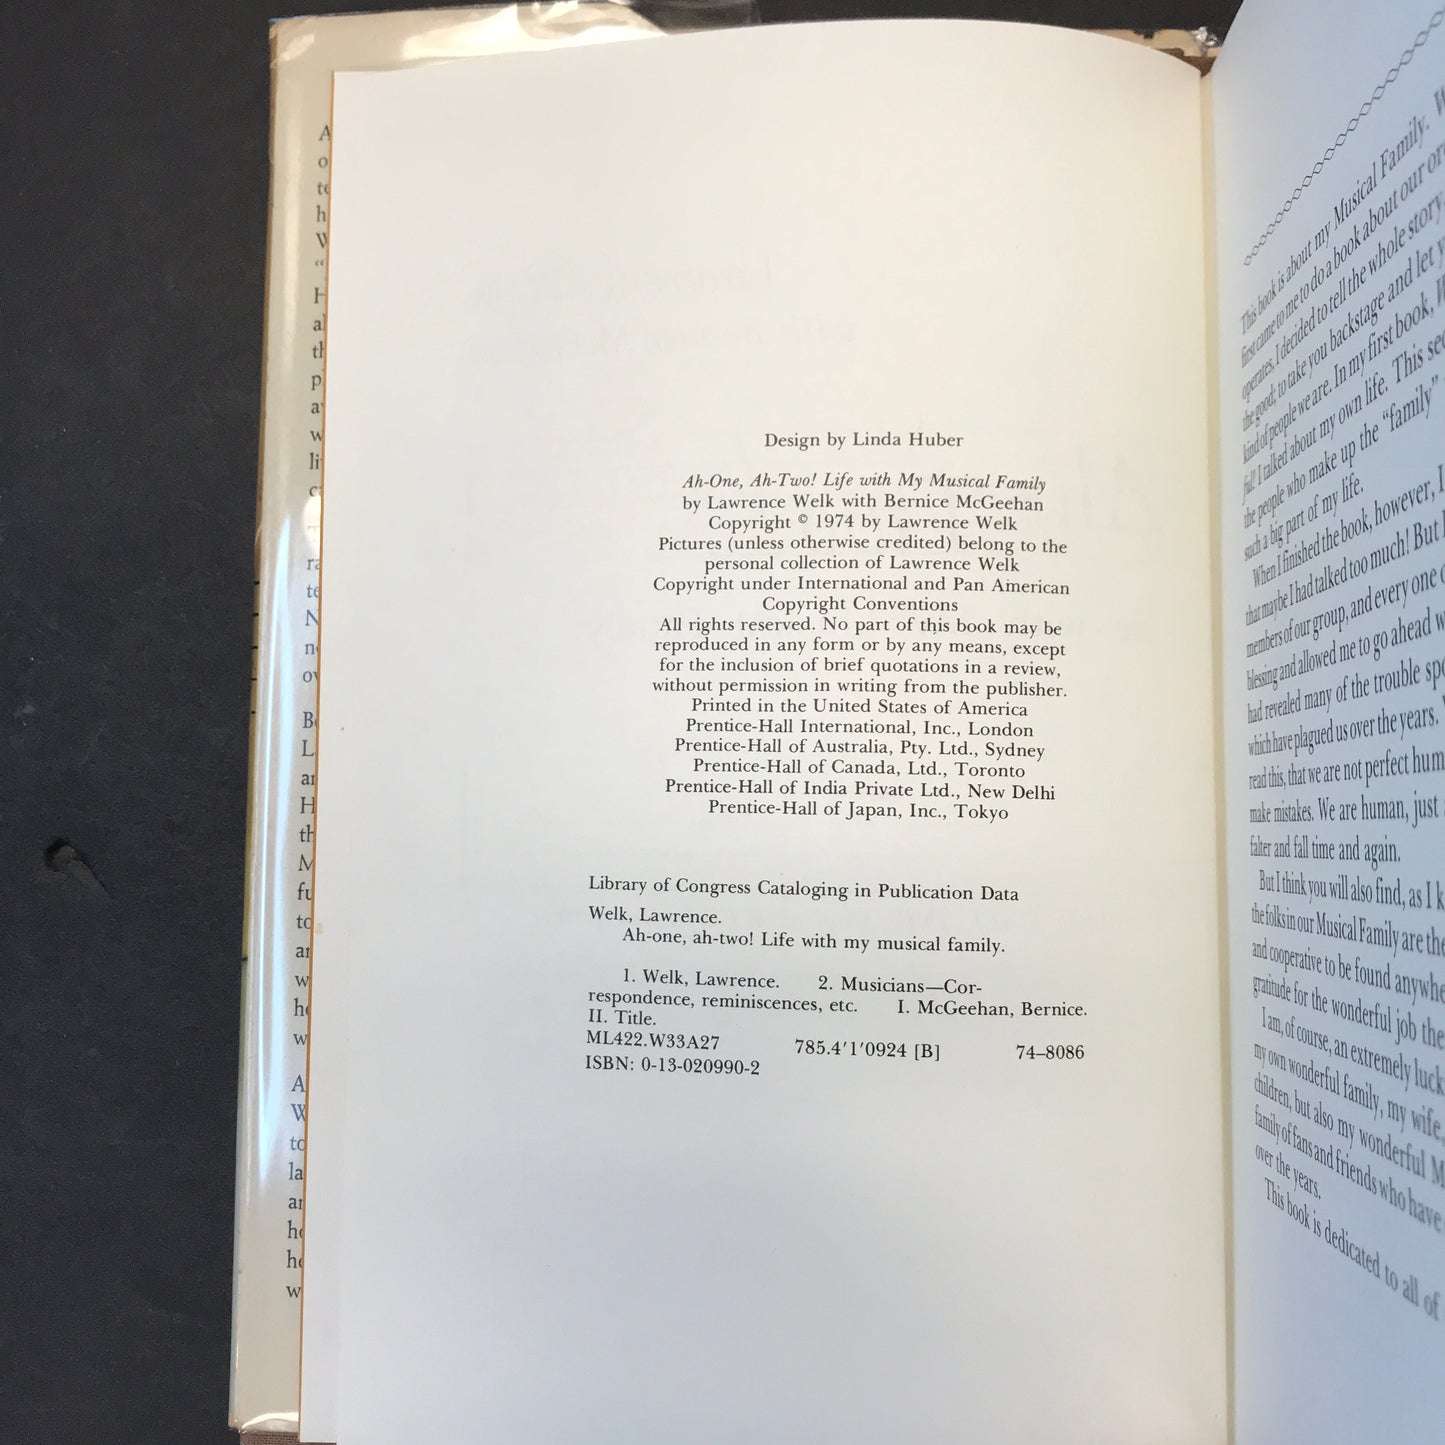 Design by Linda Huber
Ah-One, Ah-Two! Life with My Musical Family
by Lawrence Welk with Bernice McGeehan
Copyright © 1974 by Lawrence Welk
Pictures (unless otherwise credited) belong to the
personal collection of Lawrence Welk
Copyright under International and Pan American
Copyright Conventions
All rights reserved. No part of this book may be
reproduced in any form or by any means, except
for the inclusion of brief quotations in a review,
without permission in writing from the publisher.
Printed in the United States of America
Prentice-Hall International, Inc., London
Prentice-Hall of Australia, Pty. Ltd., Sydney
Prentice-Hall of Canada, Ltd., Toronto
Prentice-Hall of India Private Ltd., New Delhi
Prentice-Hall of Japan, Inc., Tokyo
Library of Congress Cataloging in Publication Data
Welk, Lawrence.
Ah-one, ah-two! Life with my musical family.
1. Welk, Lawrence. 2. Musicians—Cor-
respondence, reminiscences, etc. I. McGeehan, Bernice.
II. Title.
ML422.W33A27 785.4'1'0924 [B] 74–8086
ISBN: 0-13-020990-2
This book is about my Musical Family. W
first came to me to do a book about our or
operates, I decided to tell the whole story
the good; to take you backstage and let y
kind of people we are. In my first book, W
ful! I talked about my own life. This sec
the people who make up the "family"
such a big part of my life.
When I finished the book, however, I
that maybe I had talked too much! But I
members of our group, and every one o
blessing and allowed me to go ahead w
had revealed many of the trouble spo
which have plagued us over the years.
read this, that we are not perfect hum
make mistakes. We are human, just
falter and fall time and again.
But I think you will also find, as I k
the folks in our Musical Family are the
and cooperative to be found anywhe
gratitude for the wonderful job the
I am, of course, an extremely luck
my own wonderful family, my wife,
children, but also my wonderful M
family of fans and friends who have
over the years.
This book is dedicated to all of